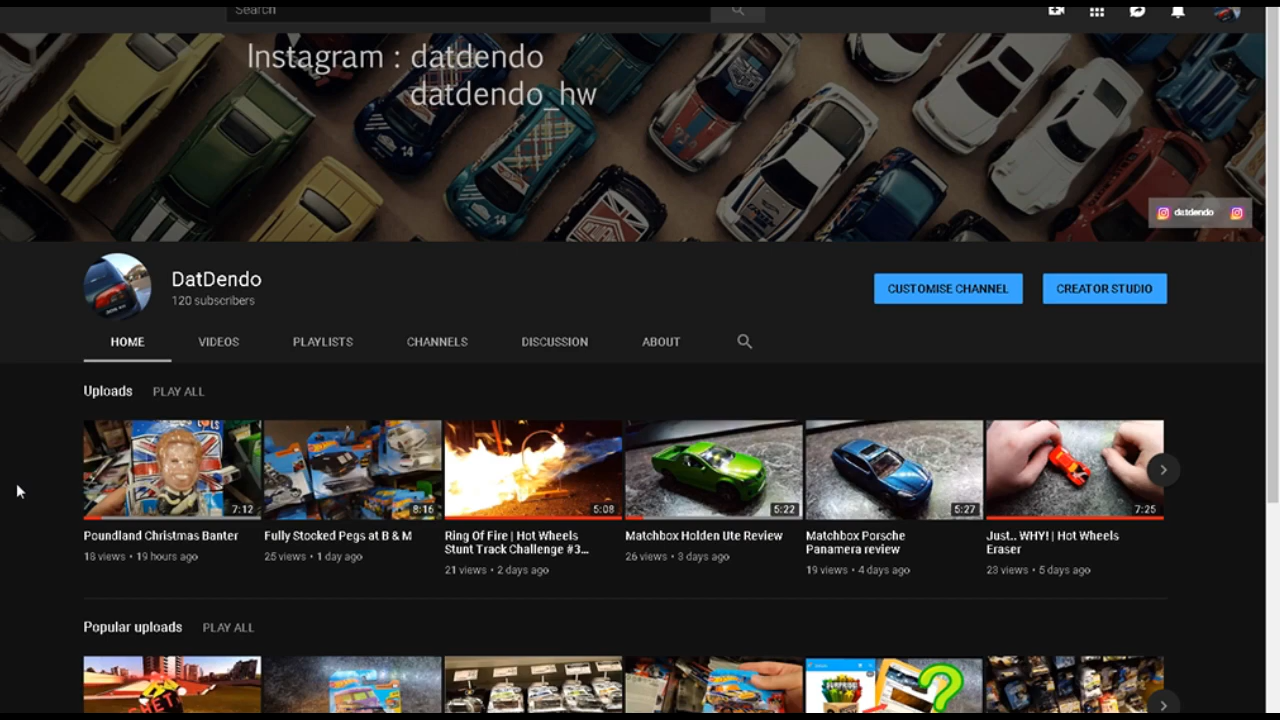 Search
Instagram : datdendo
datdendo_hw
datdendo
DatDendo
120 subscribers
CUSTOMISE CHANNEL
CREATOR STUDIO
HOME
VIDEOS
PLAYLISTS
CHANNELS
DISCUSSION
ABOUT
Uploads PLAY ALL
7:12
8:16
5:08
5:22
5:27
7:25
Poundland Christmas Banter
18 views • 19 hours ago
Fully Stocked Pegs at B & M
25 views • 1 day ago
Ring Of Fire | Hot Wheels
Stunt Track Challenge #3...
21 views • 2 days ago
Matchbox Holden Ute Review
26 views • 3 days ago
Matchbox Porsche
Panamera review
19 views • 4 days ago
Just.. WHY! | Hot Wheels
Eraser
23 views • 5 days ago
Popular uploads PLAY ALL
SURPRISE